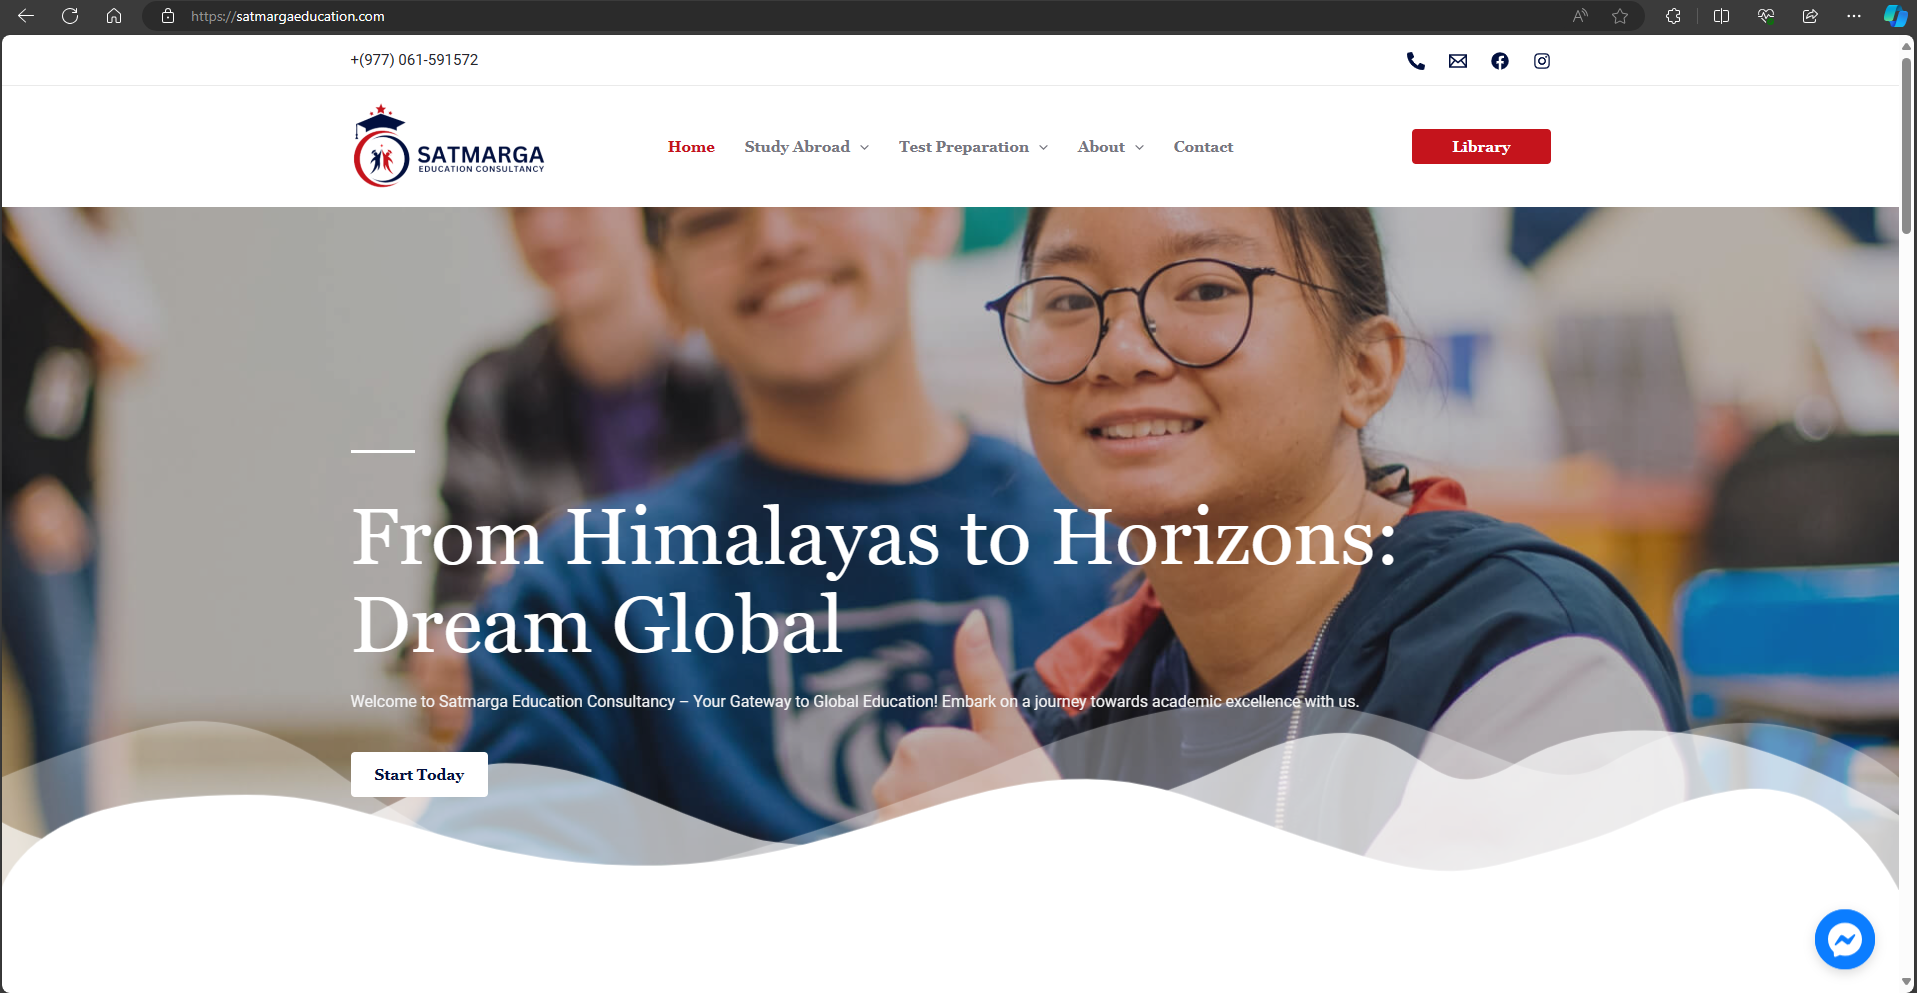 https://satmargaeducation.com
+(977) 061-591572
SATMARGA
EDUCATION CONSULTANCY
Home Study Abroad Test Preparation About Contact
Library
From Himalayas to Horizons:
Dream Global
Welcome to Satmarga Education Consultancy – Your Gateway to Global Education! Embark on a journey towards academic excellence with us.
Start Today